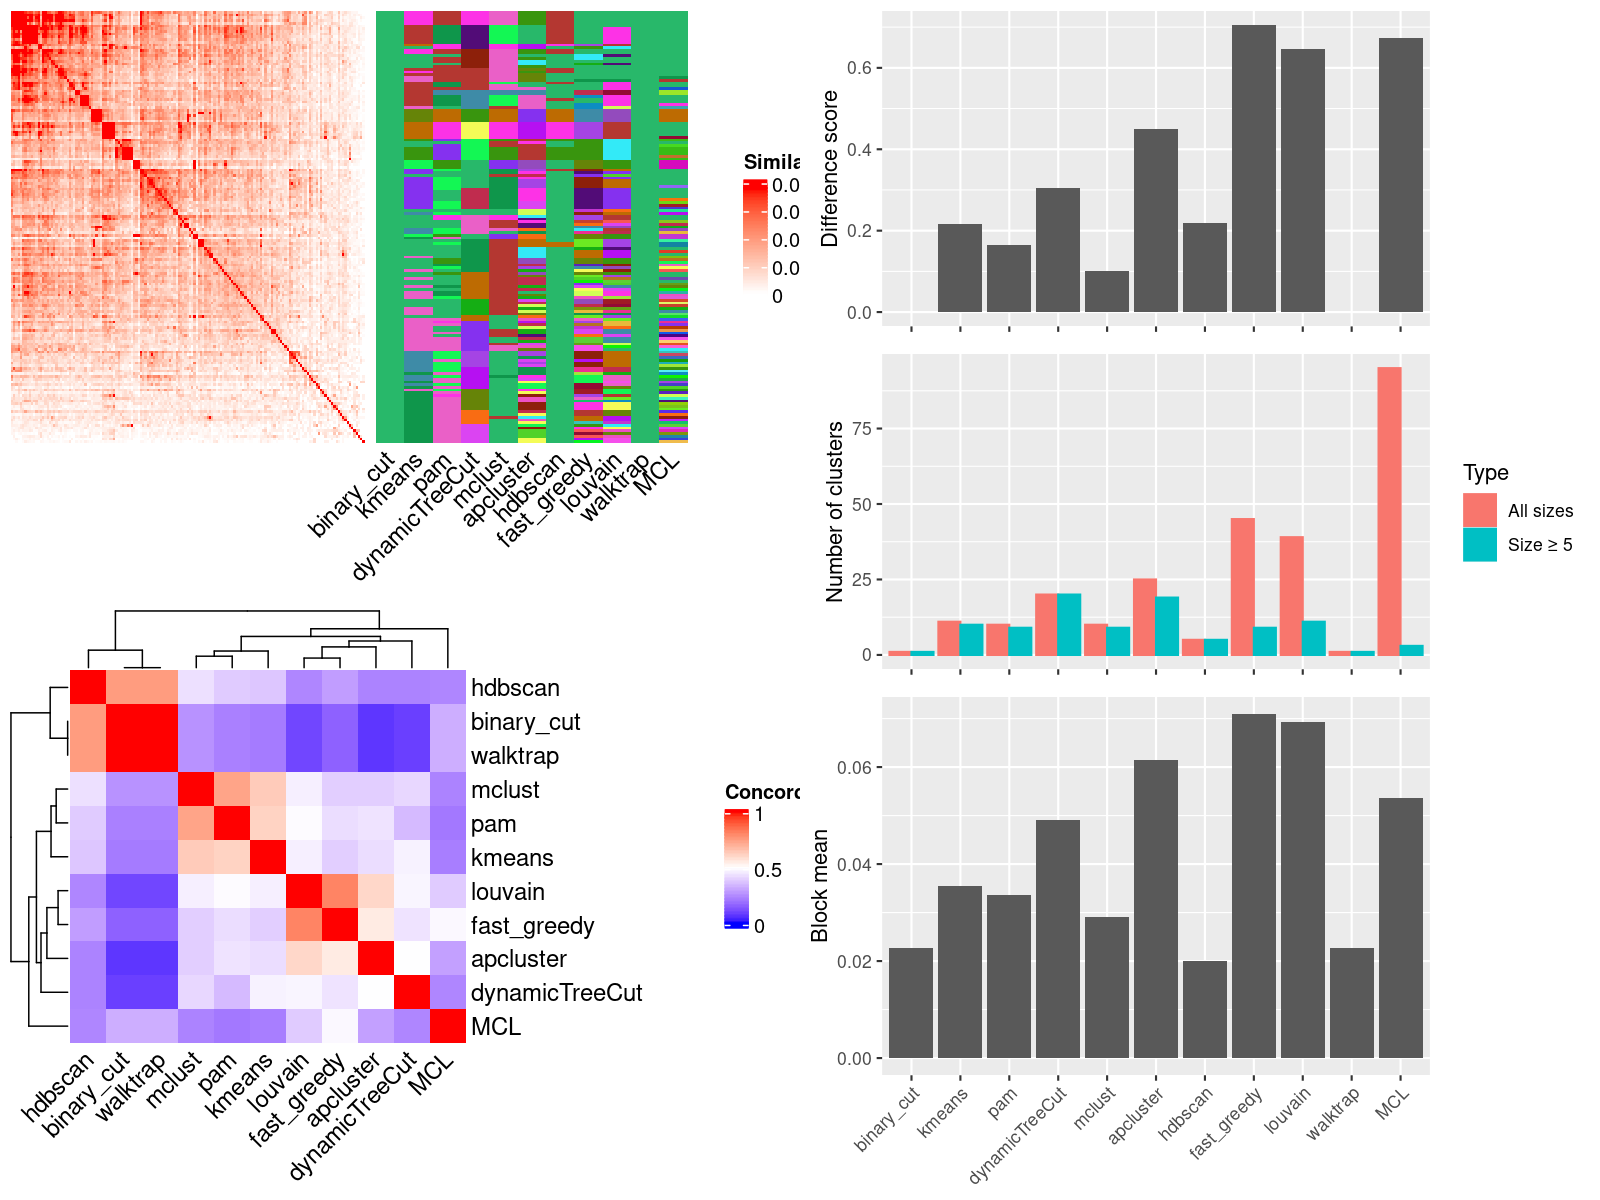 Simila
0.0
0.0
0.0
0.0
0
binary_cut
kmeans
pam
dynamicTreeCut
mclust
apcluster
hdbscan
fast_greedy
louvain
walktrap
MCL
Difference score
0.6
0.4
0.2
0.0
Number of clusters
75
50
25
0
Type
All sizes
Size ≥ 5
hdbscan
binary_cut
walktrap
mclust
pam
kmeans
louvain
fast_greedy
apcluster
dynamicTreeCut
MCL
hdbscan
binary_cut
walktrap
mclust
pam
kmeans
louvain
fast_greedy
apcluster
dynamicTreeCut
MCL
Concord
1
0.5
0
Block mean
0.06
0.04
0.02
0.00
binary_cut
kmeans
pam
dynamicTreeCut
mclust
apcluster
hdbscan
fast_greedy
louvain
walktrap
MCL